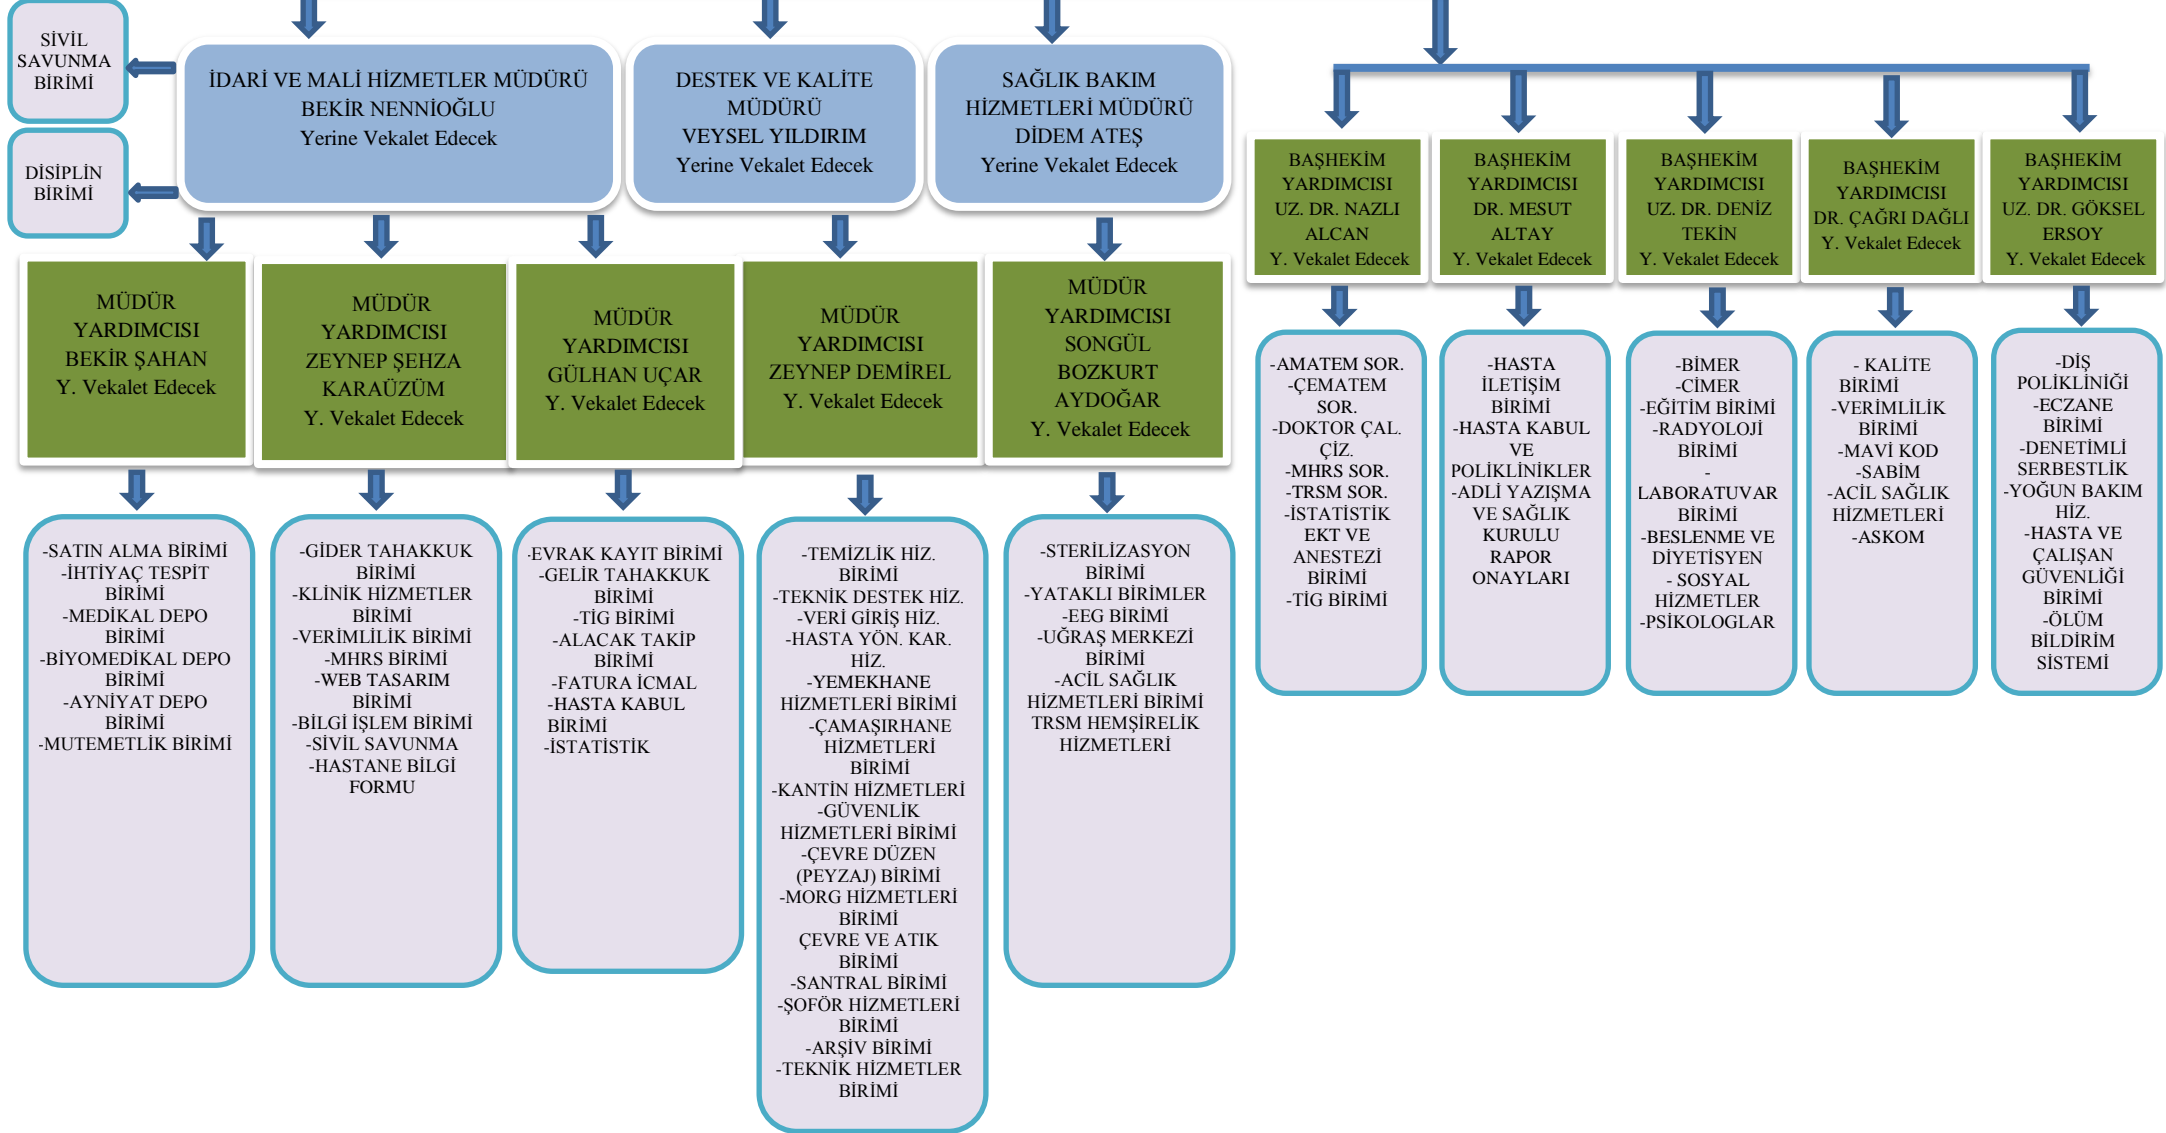 SİVİL
SAVUNMA
BİRİMİ
DİSİPLİN
BİRİMİ
İDARİ VE MALİ HİZMETLER MÜDÜRÜ
BEKİR NENNİOĞLU
Yerine Vekalet Edecek
DESTEK VE KALİTE
MÜDÜRÜ
VEYSEL YILDIRIM
Yerine Vekalet Edecek
SAĞLIK BAKIM
HİZMETLERİ MÜDÜRÜ
DİDEM ATEŞ
Yerine Vekalet Edecek
BAŞHEKİM
YARDIMCISI
UZ. DR. NAZLI
ALCAN
Y. Vekalet Edecek
BAŞHEKİM
YARDIMCISI
DR. MESUT
ALTAY
Y. Vekalet Edecek
BAŞHEKİM
YARDIMCISI
UZ. DR. DENİZ
TEKİN
Y. Vekalet Edecek
BAŞHEKİM
YARDIMCISI
DR. ÇAĞRI DAĞLI
Y. Vekalet Edecek
BAŞHEKİM
YARDIMCISI
UZ. DR. GÖKSEL
ERSOY
Y. Vekalet Edecek
MÜDÜR
YARDIMCISI
BEKİR ŞAHAN
Y. Vekalet Edecek
MÜDÜR
YARDIMCISI
ZEYNEP ŞEHZA
KARAÜZÜM
Y. Vekalet Edecek
MÜDÜR
YARDIMCISI
GÜLHAN UÇAR
Y. Vekalet Edecek
MÜDÜR
YARDIMCISI
ZEYNEP DEMİREL
Y. Vekalet Edecek
MÜDÜR
YARDIMCISI
SONGÜL
BOZKURT
AYDOĞAR
Y. Vekalet Edecek
-AMATEM SOR.
-ÇEMATEM
SOR.
-DOKTOR ÇAL.
ÇİZ.
-MHRS SOR.
-TRSM SOR.
-İSTATİSTİK
EKT VE
ANESTEZİ
BİRİMİ
-TİG BİRİMİ
-HASTA
İLETİŞİM
BİRİMİ
-HASTA KABUL
VE
POLİKLİNİKLER
-ADLİ YAZIŞMA
VE SAĞLIK
KURULU
RAPOR
ONAYLARI
-BİMER
-CİMER
-EĞİTİM BİRİMİ
-RADYOLOJİ
BİRİMİ
-
LABORATUVAR
BİRİMİ
-BESLENME VE
DİYETİSYEN
- SOSYAL
HİZMETLER
-PSİKOLOGLAR
- KALİTE
BİRİMİ
-VERİMLİLİK
BİRİMİ
-MAVİ KOD
-SABİM
-ACİL SAĞLIK
HİZMETLERİ
-ASKOM
-DİŞ
POLİKLİNİĞİ
-ECZANE
BİRİMİ
-DENETİMLİ
SERBESTLİK
-YOĞUN BAKIM
HİZ.
-HASTA VE
ÇALIŞAN
GÜVENLİĞİ
BİRİMİ
-ÖLÜM
BİLDİRİM
SİSTEMİ
-SATIN ALMA BİRİMİ
-İHTİYAÇ TESPİT
BİRİMİ
-MEDİKAL DEPO
BİRİMİ
-BİYOMEDİKAL DEPO
BİRİMİ
-AYNİYAT DEPO
BİRİMİ
-MUTEMETLİK BİRİMİ
-GİDER TAHAKKUK
BİRİMİ
-KLİNİK HİZMETLER
BİRİMİ
-VERİMLİLİK BİRİMİ
-MHRS BİRİMİ
-WEB TASARIM
BİRİMİ
-BİLGİ İŞLEM BİRİMİ
-SİVİL SAVUNMA
-HASTANE BİLGİ
FORMU
-EVRAK KAYIT BİRİMİ
-GELİR TAHAKKUK
BİRİMİ
-TİG BİRİMİ
-ALACAK TAKİP
BİRİMİ
-FATURA İCMAL
-HASTA KABUL
BİRİMİ
-İSTATİSTİK
-TEMİZLİK HİZ.
BİRİMİ
-TEKNİK DESTEK HİZ.
-VERİ GİRİŞ HİZ.
-HASTA YÖN. KAR.
HİZ.
-YEMEKHANE
HİZMETLERİ BİRİMİ
-ÇAMAŞIRHANE
HİZMETLERİ
BİRİMİ
-KANTİN HİZMETLERİ
-GÜVENLİK
HİZMETLERİ BİRİMİ
-ÇEVRE DÜZEN
(PEYZAJ) BİRİMİ
-MORG HİZMETLERİ
BİRİMİ
ÇEVRE VE ATIK
BİRİMİ
-SANTRAL BİRİMİ
-ŞOFÖR HİZMETLERİ
BİRİMİ
-ARŞİV BİRİMİ
-TEKNİK HİZMETLER
BİRİMİ
-STERİLİZASYON
BİRİMİ
-YATAKLI BİRİMLER
-EEG BİRİMİ
-UĞRAŞ MERKEZİ
BİRİMİ
-ACİL SAĞLIK
HİZMETLERİ BİRİMİ
TRSM HEMŞİRELİK
HİZMETLERİ